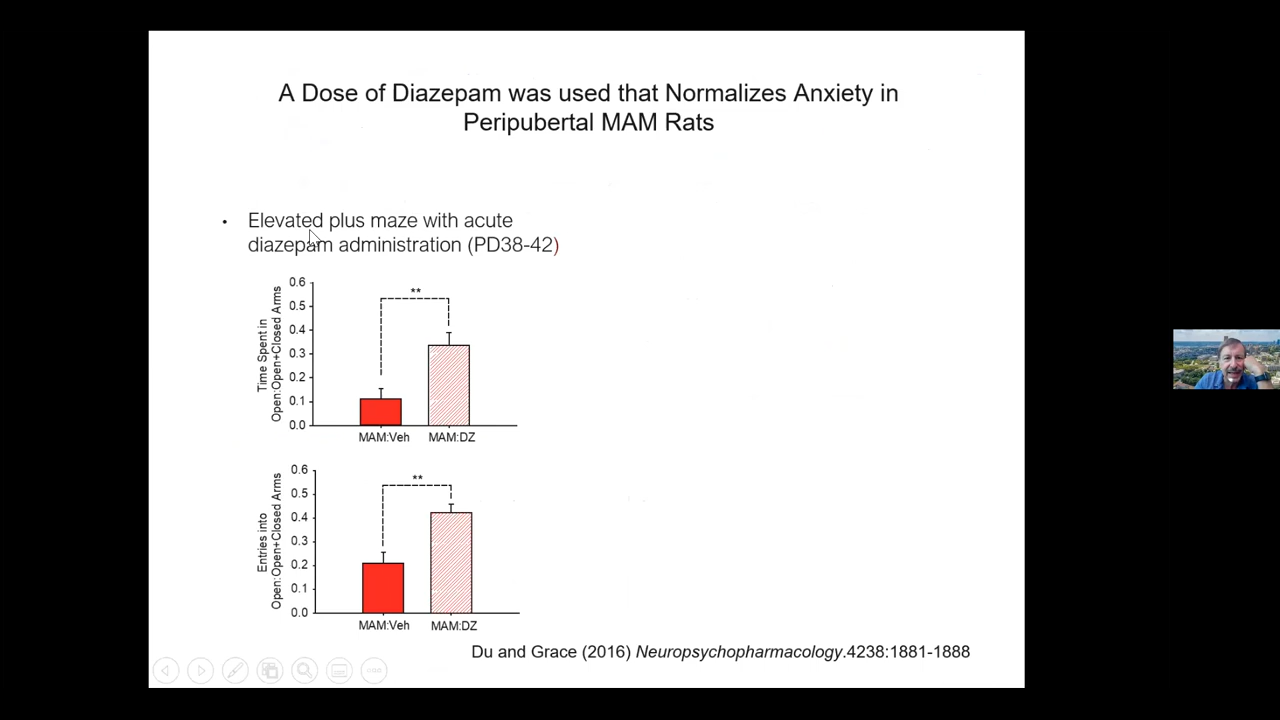 A Dose of Diazepam was used that Normalizes Anxiety in
Peripubertal MAM Rats
• Elevated plus maze with acute
diazepam administration (PD38-42)
Time Spent in
Open:Open+Closed Arms
0.6
0.5
0.4
0.3
0.2
0.1
0.0
**
MAM:Veh
MAM:DZ
Entries into
Open:Open+Closed Arms
0.6
0.5
0.4
0.3
0.2
0.1
0.0
**
MAM:Veh
MAM:DZ
Du and Grace (2016) Neuropsychopharmacology.4238:1881-1888